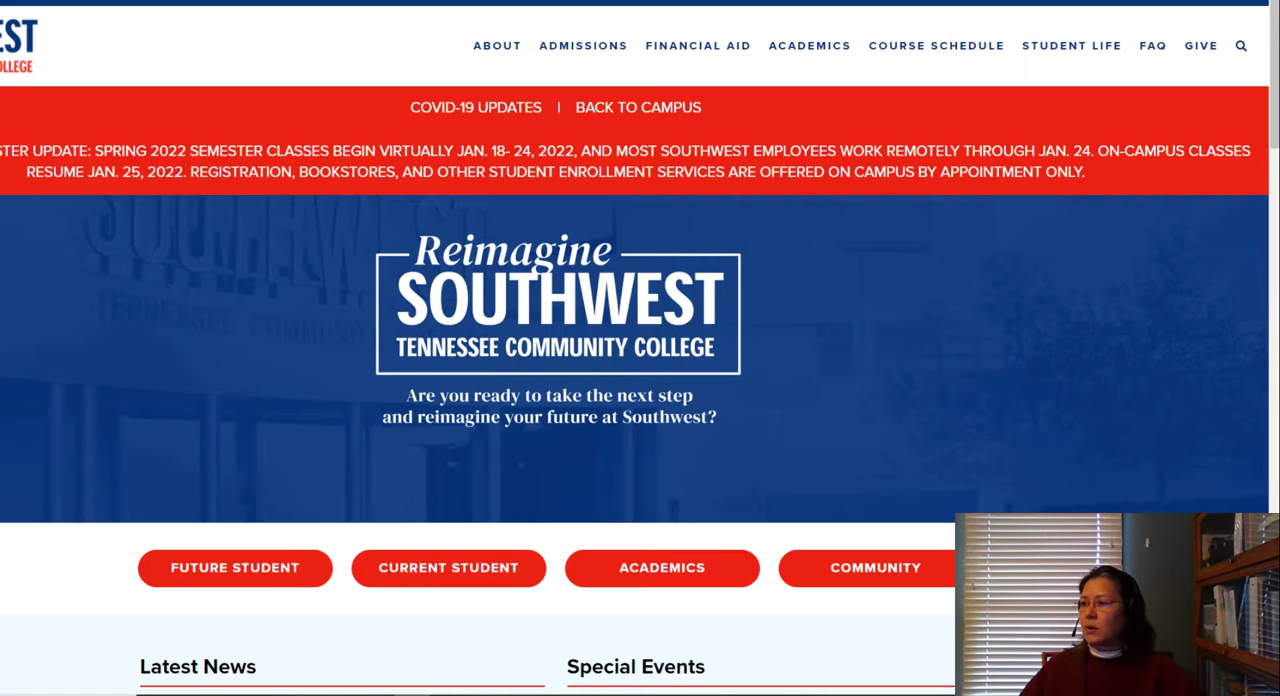 EST
OLLEGE
ABOUT ADMISSIONS FINANCIAL AID ACADEMICS COURSE SCHEDULE STUDENT LIFE FAQ GIVE
COVID-19 UPDATES | BACK TO CAMPUS
TER UPDATE: SPRING 2022 SEMESTER CLASSES BEGIN VIRTUALLY JAN. 18- 24, 2022, AND MOST SOUTHWEST EMPLOYEES WORK REMOTELY THROUGH JAN. 24. ON-CAMPUS CLASSES
RESUME JAN. 25, 2022. REGISTRATION, BOOKSTORES, AND OTHER STUDENT ENROLLMENT SERVICES ARE OFFERED ON CAMPUS BY APPOINTMENT ONLY.
SOUTHWEST
TENNESSEE COMMUNI
Reimagine
SOUTHWEST
TENNESSEE COMMUNITY COLLEGE
Are you ready to take the next step
and reimagine your future at Southwest?
FUTURE STUDENT CURRENT STUDENT ACADEMICS COMMUNITY
Latest News Special Events